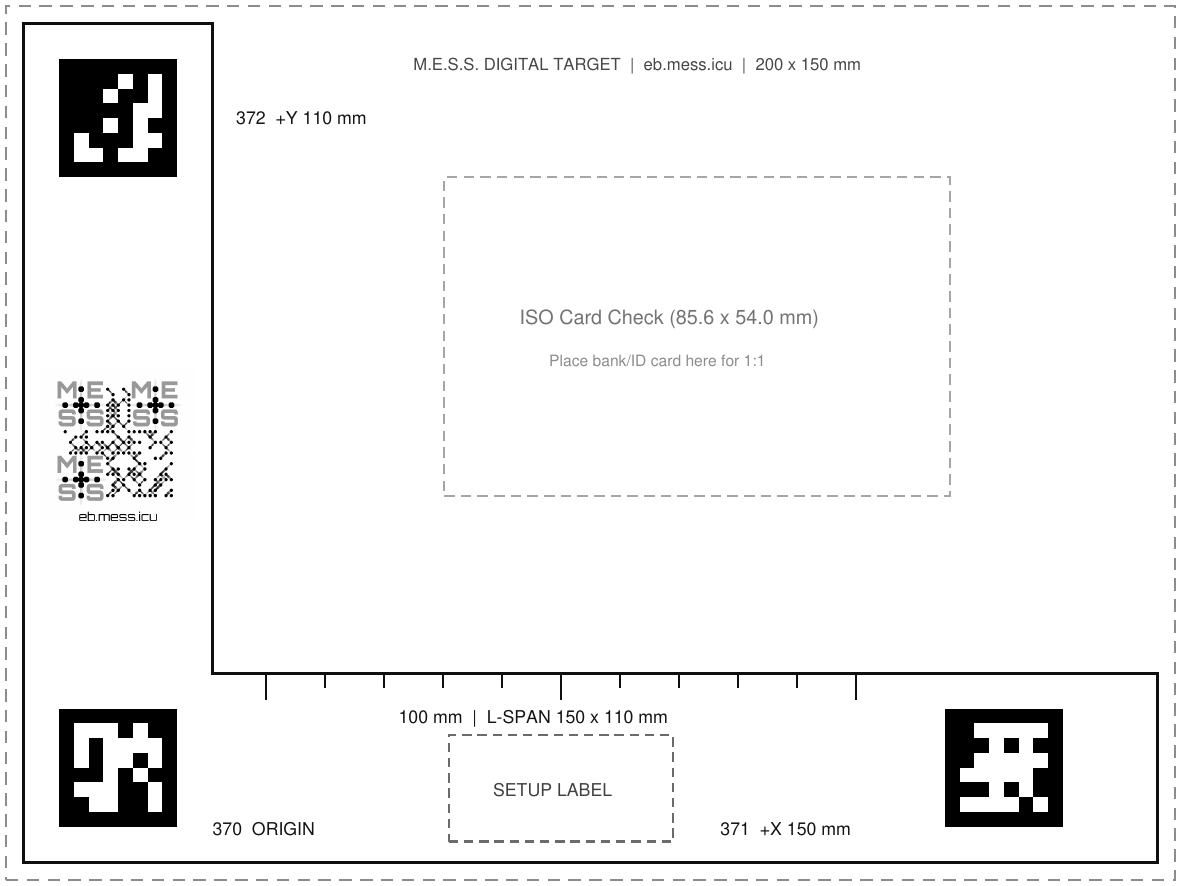 M.E.S.S. DIGITAL TARGET | eb.mess.icu | 200 x 150 mm
372 +Y 110 mm
ISO Card Check (85.6 x 54.0 mm)
Place bank/ID card here for 1:1
M E M E
S S S S
M E
S S
eb.mess.icu
100 mm | L-SPAN 150 x 110 mm
SETUP LABEL
370 ORIGIN
371 +X 150 mm